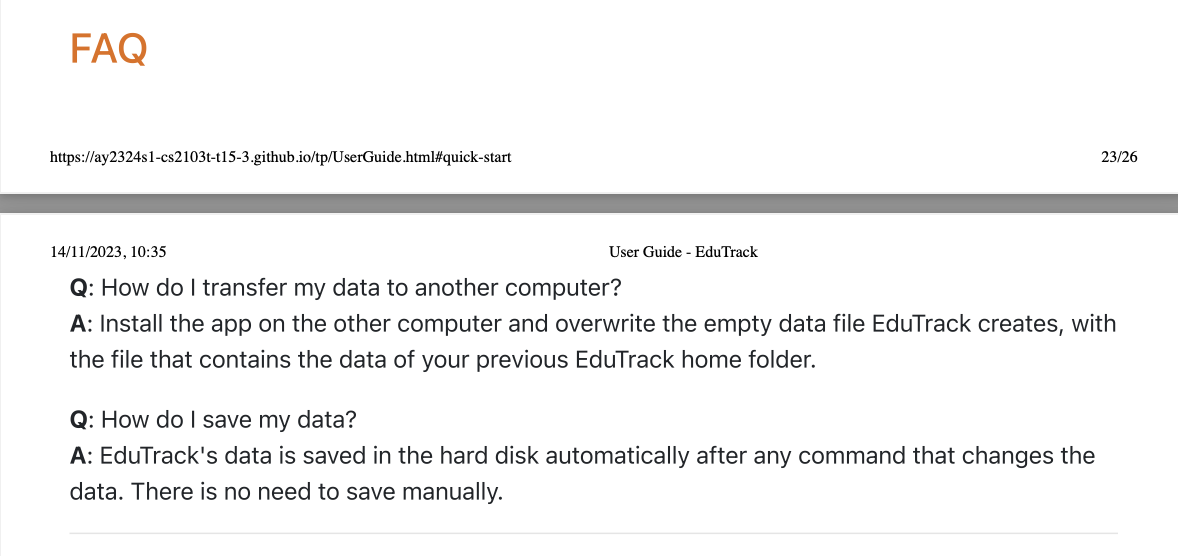 FAQ
https://ay2324s1-cs2103t-t15-3.github.io/tp/UserGuide.html#quick-start 23/26
14/11/2023, 10:35 User Guide - EduTrack
Q: How do I transfer my data to another computer?
A: Install the app on the other computer and overwrite the empty data file EduTrack creates, with
the file that contains the data of your previous EduTrack home folder.
Q: How do I save my data?
A: EduTrack's data is saved in the hard disk automatically after any command that changes the
data. There is no need to save manually.